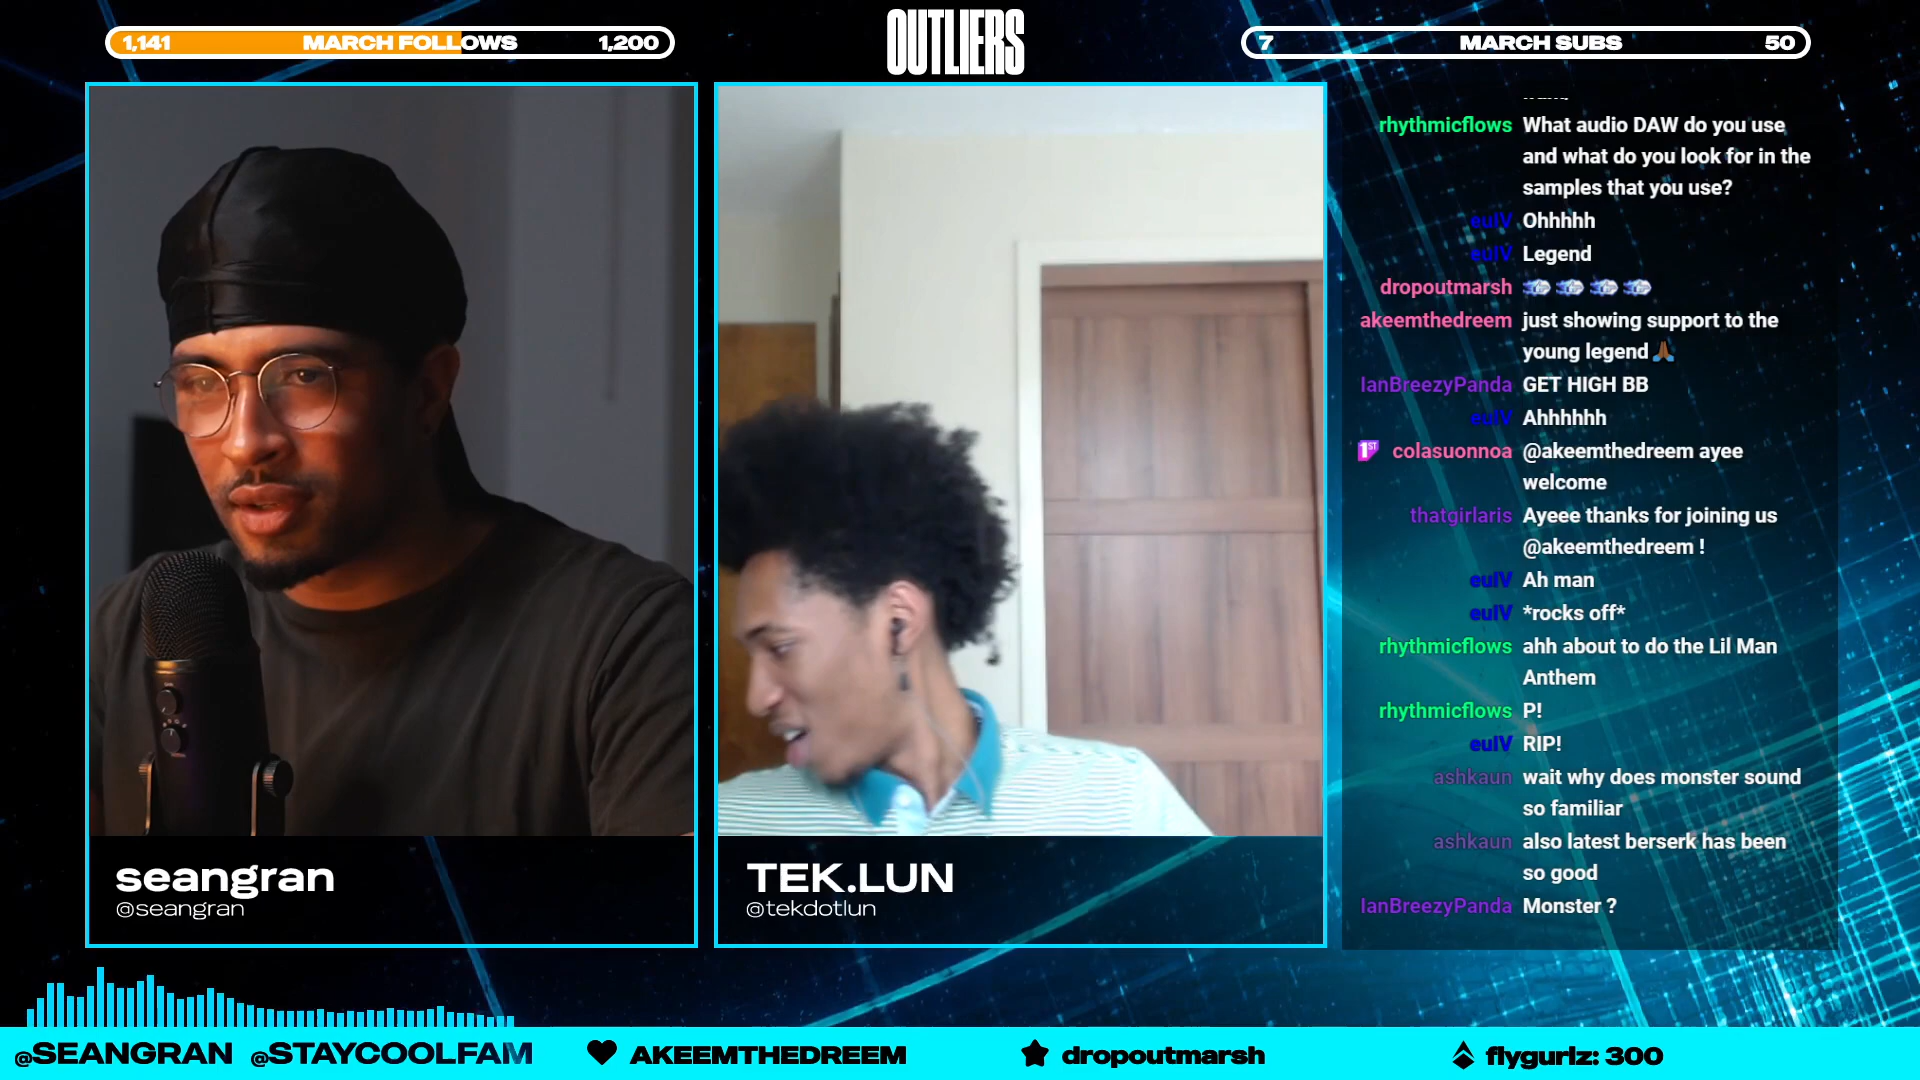 1,141 MARCH FOLLOWS 1,200
OUTLIERS
7 MARCH SUBS 50
rhythmicflows What audio DAW do you use
and what do you look for in the
samples that you use?
euIV Ohhhhh
euIV Legend
dropoutmarsh
akeemthedreem just showing support to the
young legend🙏🏾
IanBreezyPanda GET HIGH BB
euIV Ahhhhhh
1ST colasuonnoa @akeemthedreem ayee
welcome
thatgirlaris Ayeee thanks for joining us
@akeemthedreem !
euIV Ah man
euIV *rocks off*
rhythmicflows ahh about to do the Lil Man
Anthem
rhythmicflows P!
euIV RIP!
ashkaun wait why does monster sound
so familiar
ashkaun also latest berserk has been
so good
IanBreezyPanda Monster ?
seangran
@seangran
TEK.LUN
@tekdotlun
@SEANGRAN @STAYCOOLFAM AKEEMTHEDREEM dropoutmarsh flygurlz: 300